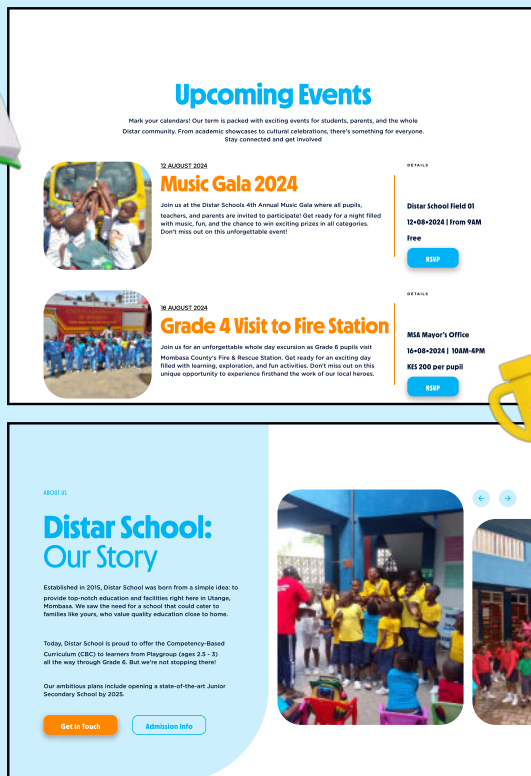 Upcoming Events
Mark your calendars! Our term is packed with exciting events for students, parents, and the whole
Distar community. From academic showcases to cultural celebrations, there's something for everyone.
Stay connected and get involved
12 AUGUST 2024
Music Gala 2024
Join us at the Distar Schools 4th Annual Music Gala where all pupils,
teachers, and parents are invited to participate! Get ready for a night filled
with music, fun, and the chance to win exciting prizes in all categories.
Don't miss out on this unforgettable event!
DETAILS
Distar School Field 01
12•08•2024 | From 9AM
Free
RSVP
16 AUGUST 2024
Grade 4 Visit to Fire Station
Join us for an unforgettable whole day excursion as Grade 6 pupils visit
Mombasa County's Fire & Rescue Station. Get ready for an exciting day
filled with learning, exploration, and fun activities. Don't miss out on this
unique opportunity to experience firsthand the work of our local heroes.
DETAILS
MSA Mayor's Office
16•08•2024 | 10AM-4PM
KES 200 per pupil
RSVP
ABOUT US
Distar School:
Our Story
Established in 2015, Distar School was born from a simple idea: to
provide top-notch education and facilities right here in Utange,
Mombasa. We saw the need for a school that could cater to
families like yours, who value quality education close to home.
Today, Distar School is proud to offer the Competency-Based
Curriculum (CBC) to learners from Playgroup (ages 2.5 - 3)
all the way through Grade 6. But we're not stopping there!
Our ambitious plans include opening a state-of-the-art Junior
Secondary School by 2025.
Get In Touch
Admission Info